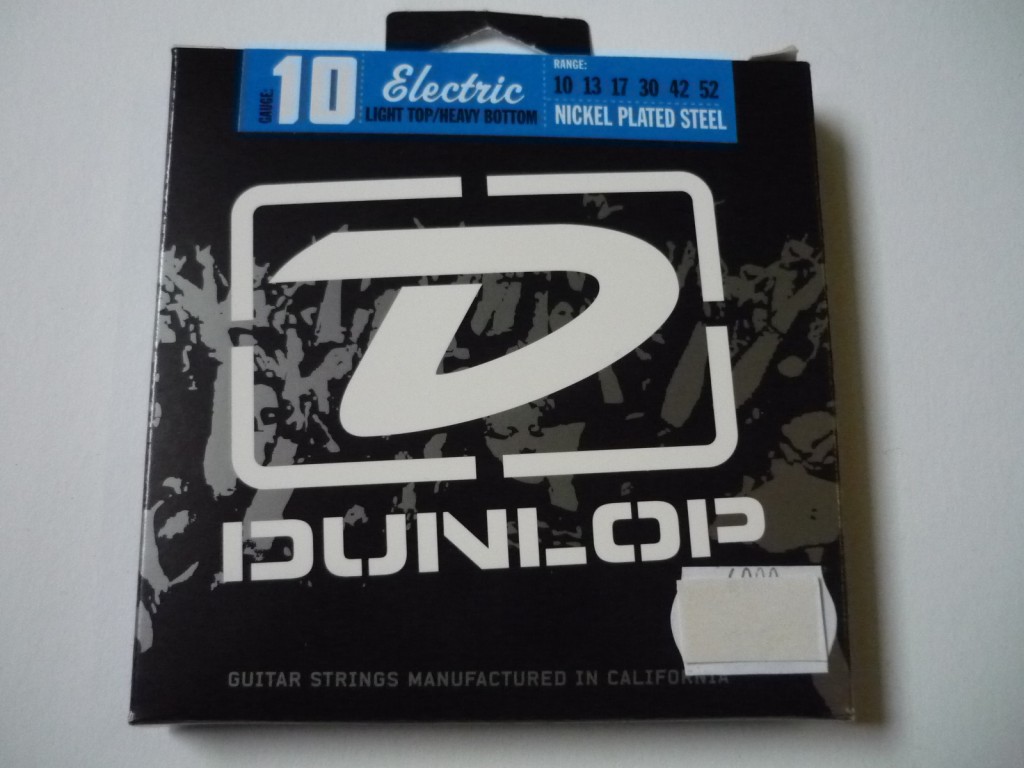 GAUGE: 10
Electric
LIGHT TOP/HEAVY BOTTOM
RANGE:
10 13 17 30 42 52
NICKEL PLATED STEEL
D
DUNLOP
GUITAR STRINGS MANUFACTURED IN CALIFORNIA